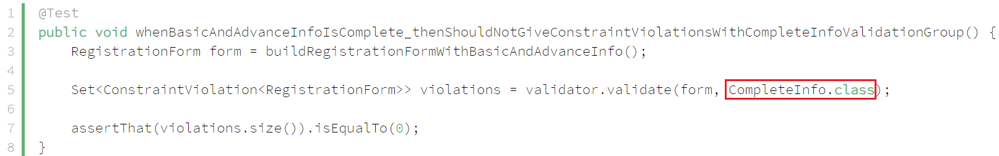 1 @Test
2 public void whenBasicAndAdvanceInfoIsComplete_thenShouldNotGiveConstraintViolationsWithCompleteInfoValidationGroup() {
3     RegistrationForm form = buildRegistrationFormWithBasicAndAdvanceInfo();
4
5     Set<ConstraintViolation<RegistrationForm>> violations = validator.validate(form, CompleteInfo.class);
6
7     assertThat(violations.size()).isEqualTo(0);
8 }